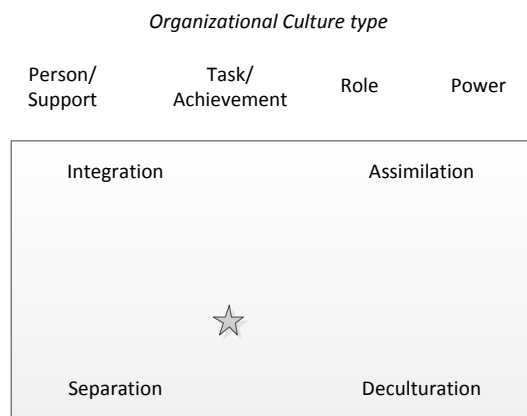 Organizational Culture type
Person/ Task/ Role Power
Support Achievement
Integration Assimilation
Separation Deculturation